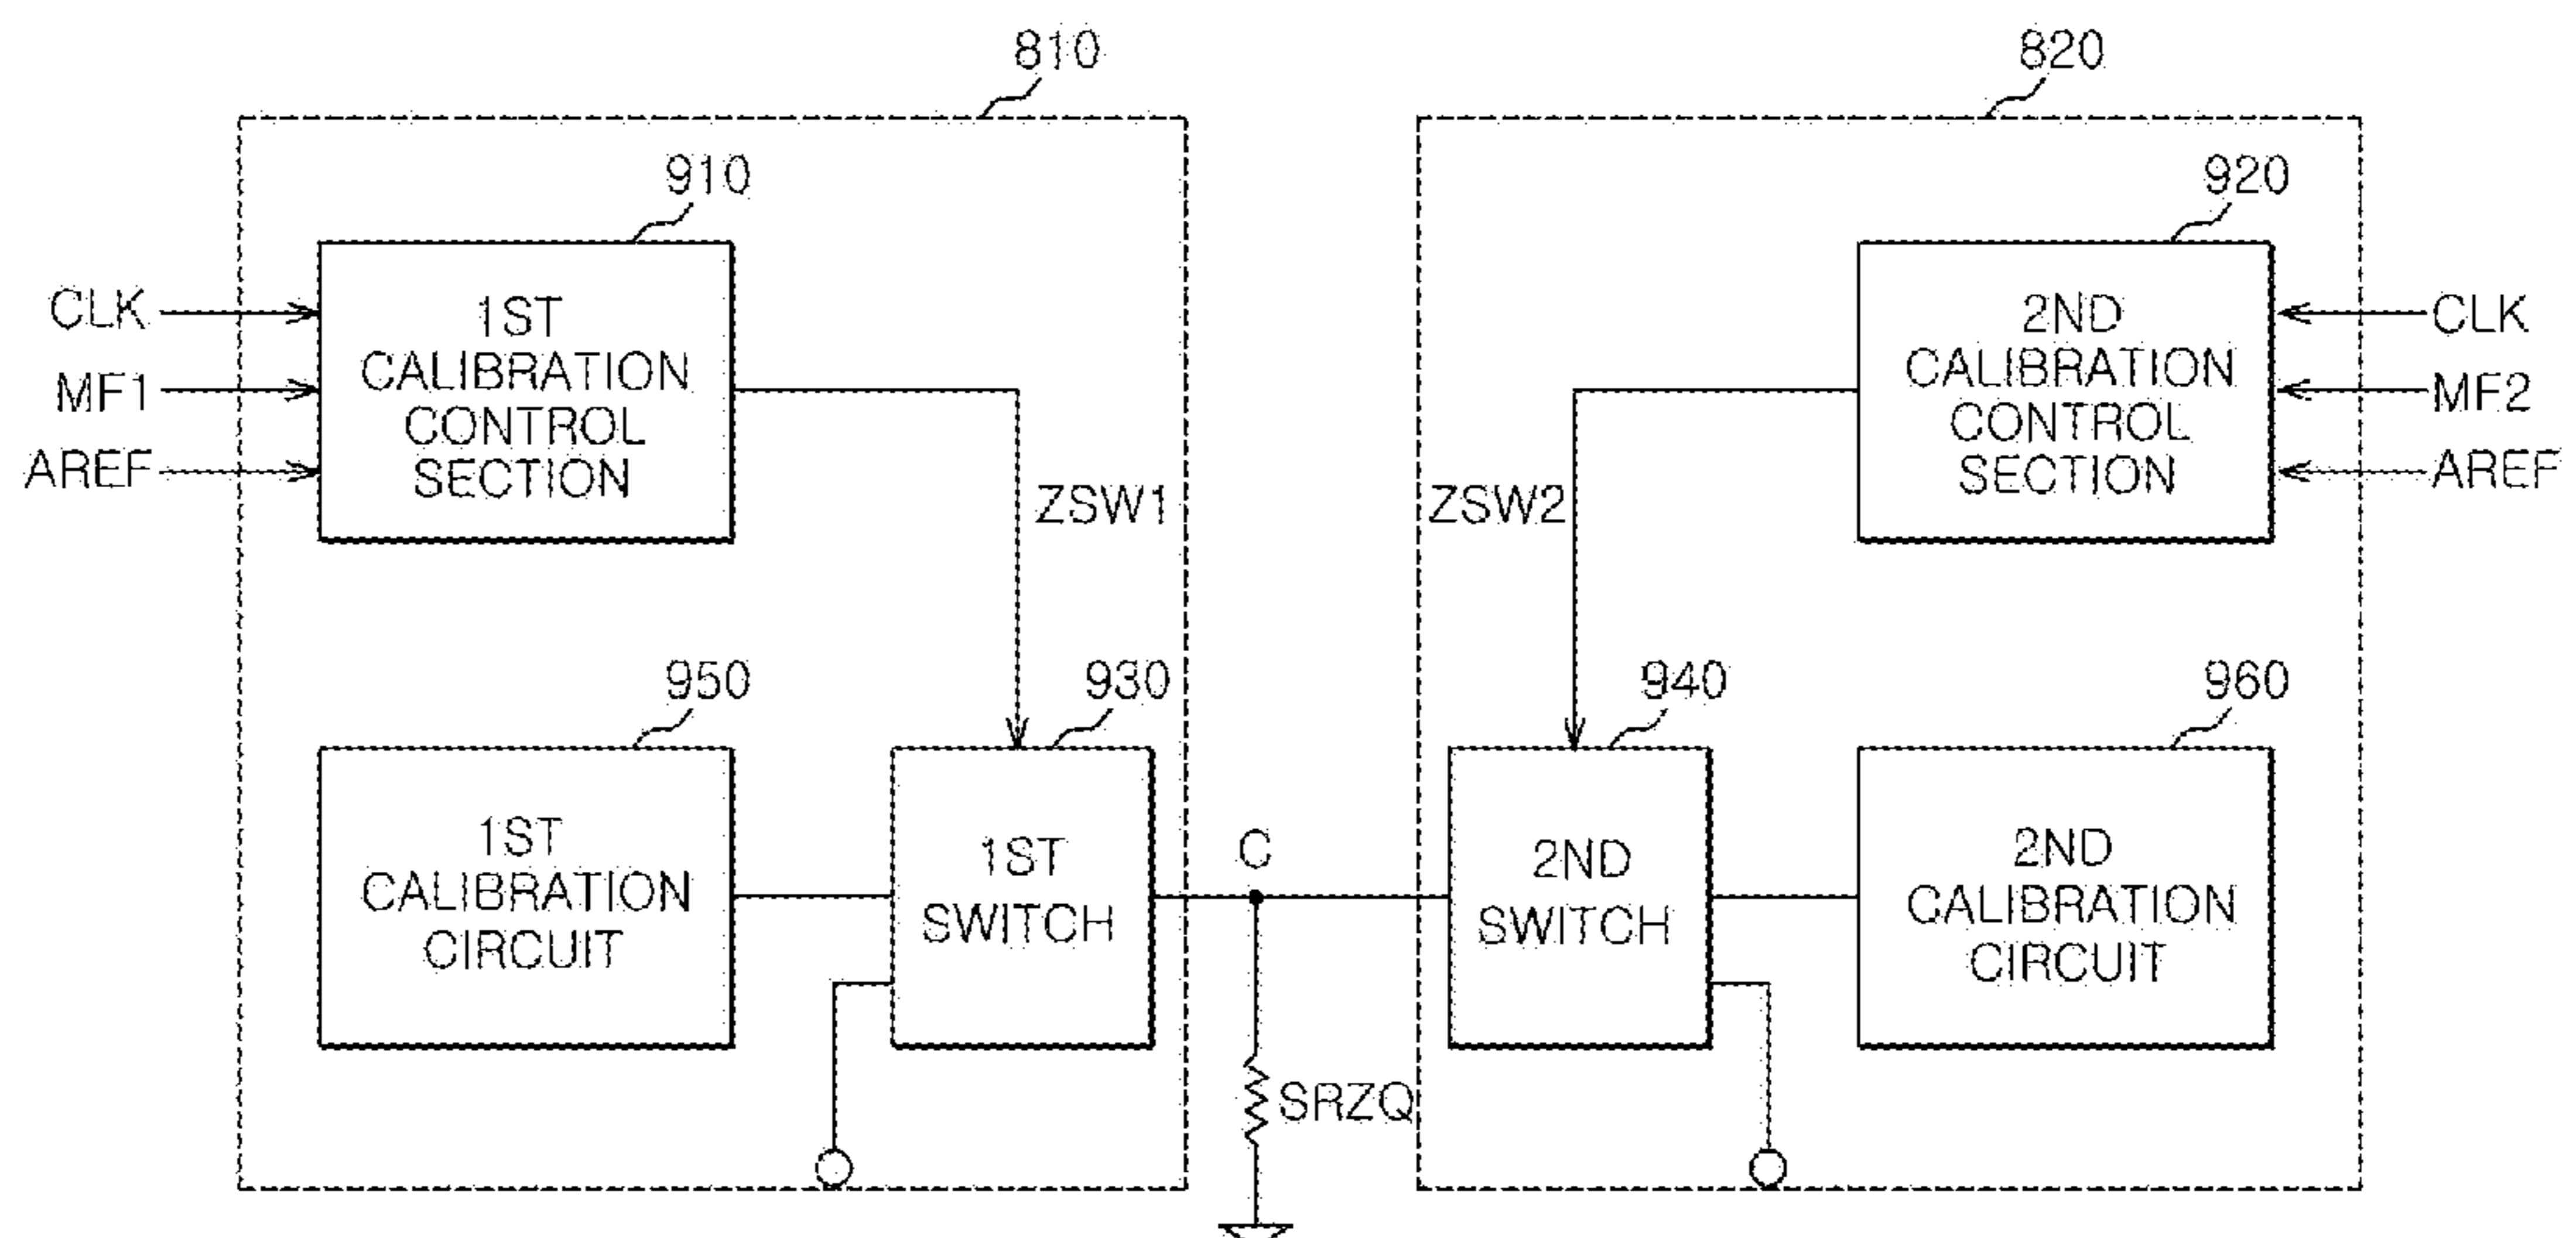 810
820
910
920
CLK
MF1
AREF
1ST
CALIBRATION
CONTROL
SECTION
2ND
CALIBRATION
CONTROL
SECTION
CLK
MF2
AREF
ZSW1
ZSW2
950
930
940
960
1ST
CALIBRATION
CIRCUIT
1ST
SWITCH
C
2ND
SWITCH
2ND
CALIBRATION
CIRCUIT
SRZQ